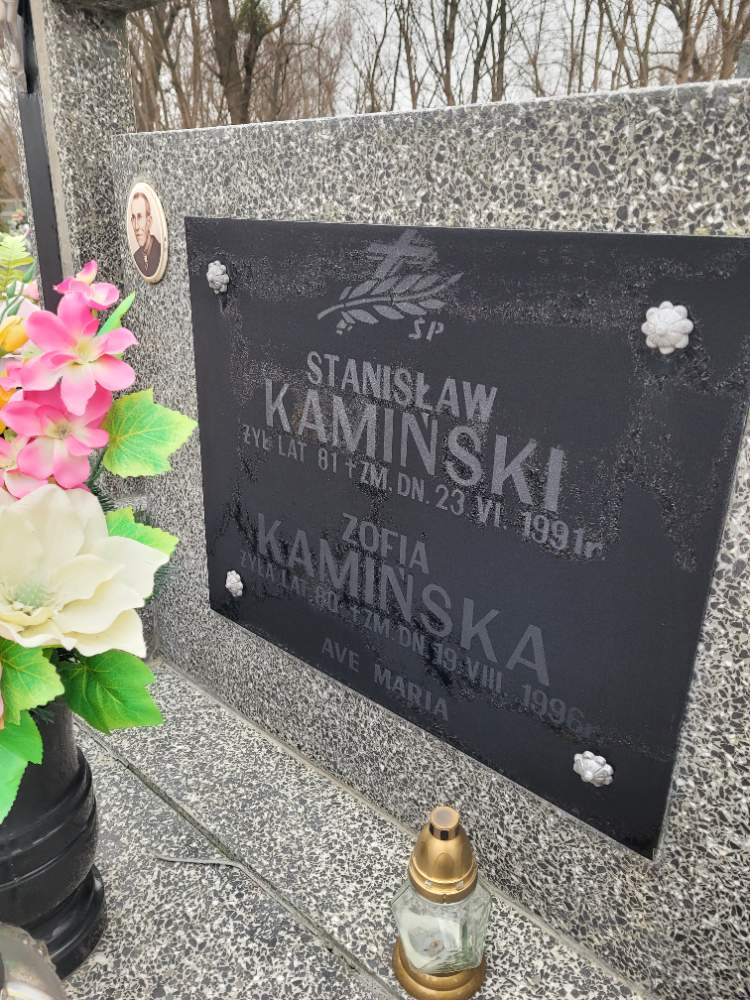 ŚP
STANISŁAW
KAMIŃSKI
ŻYŁ LAT 81 + ZM. DN. 23 VI. 1991r.
ZOFIA
KAMIŃSKA
ŻYŁA LAT 80 + ZM. DN. 19 VIII. 1996r.
AVE MARIA